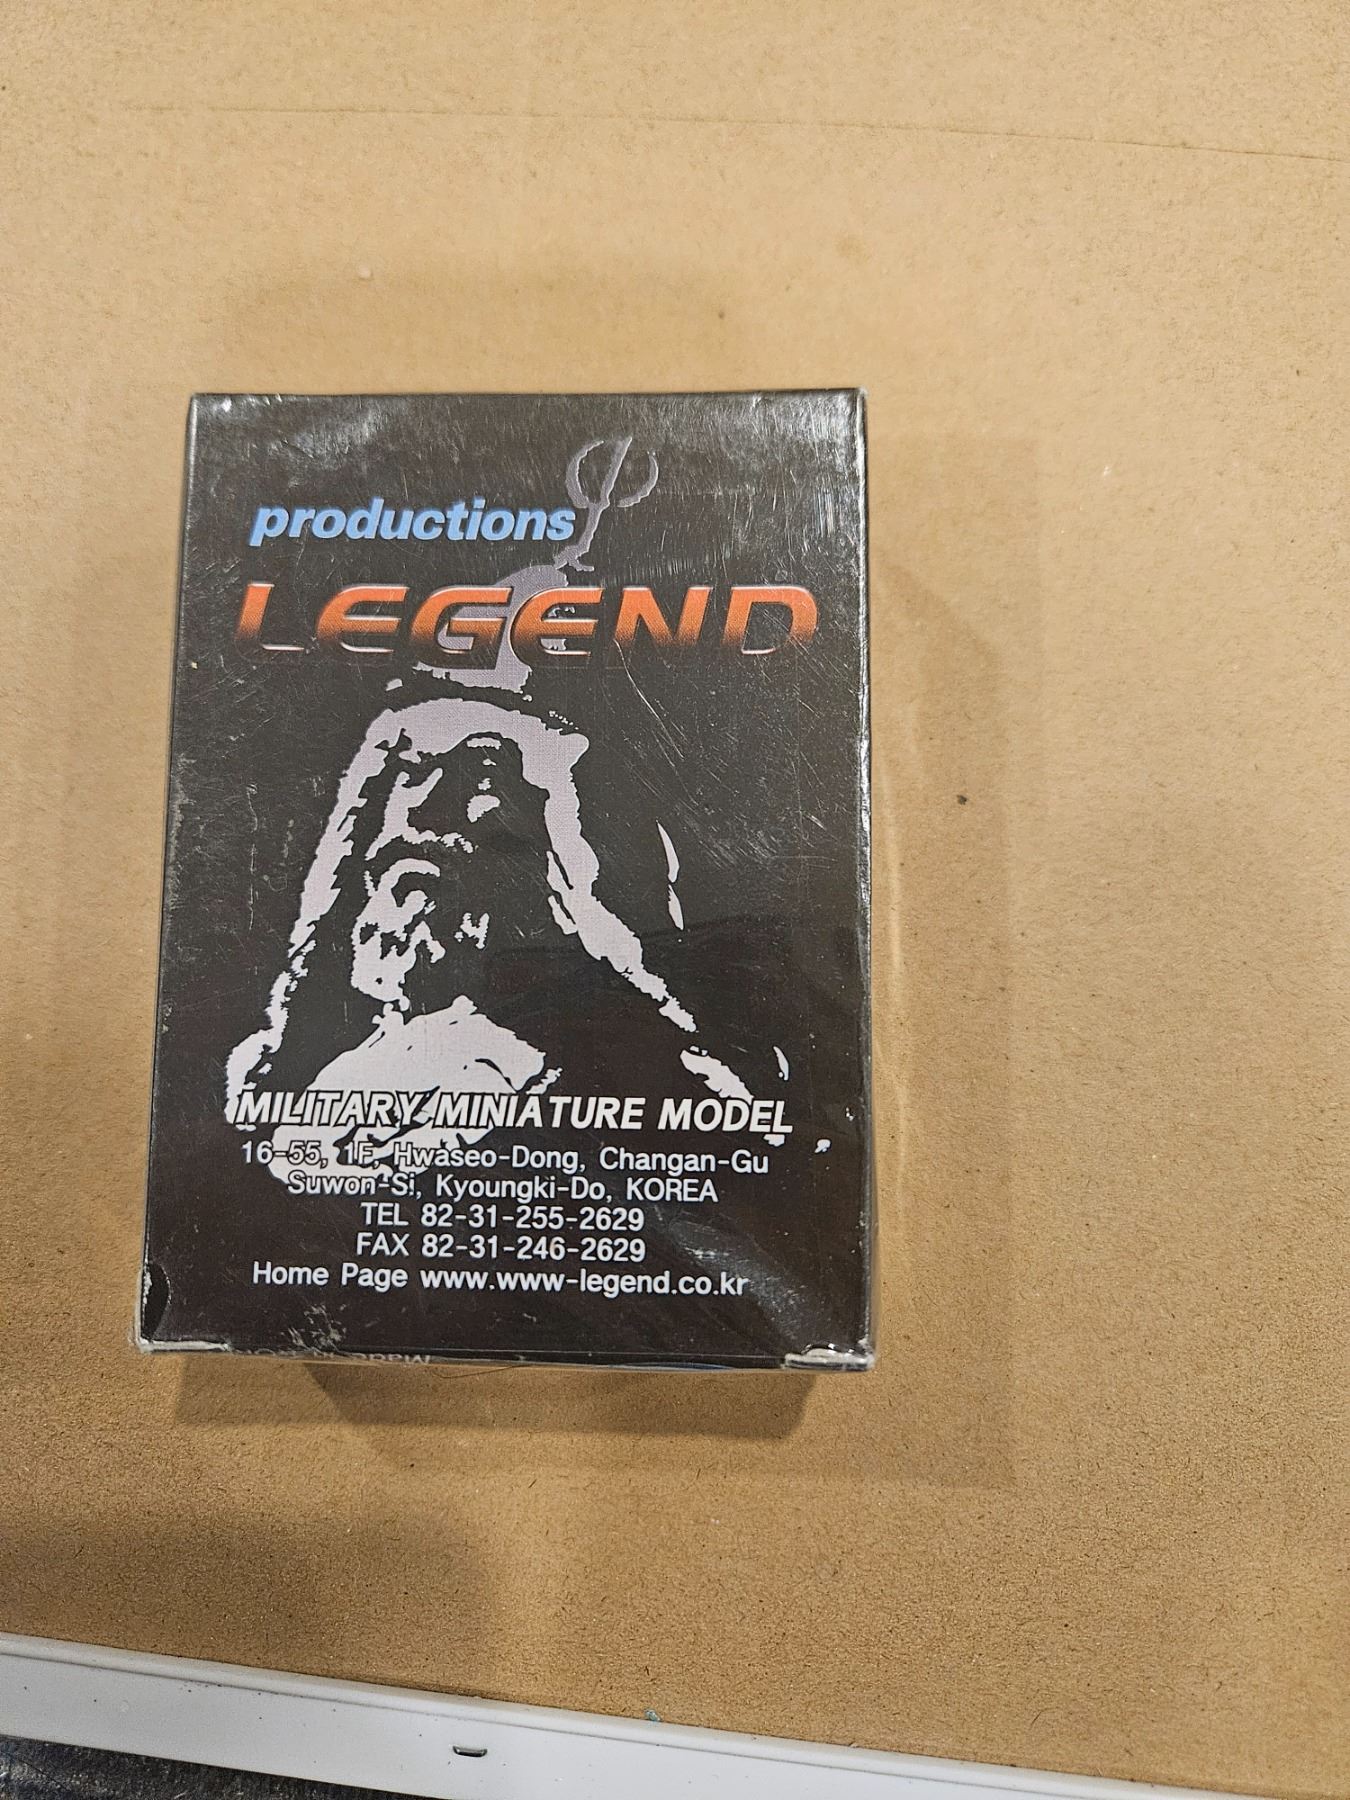 productions
LEGEND
MILITARY MINIATURE MODEL
16-55, 1F, Hwaseo-Dong, Changan-Gu
Suwon-Si, Kyoungki-Do, KOREA
TEL 82-31-255-2629
FAX 82-31-246-2629
Home Page www.www-legend.co.kr